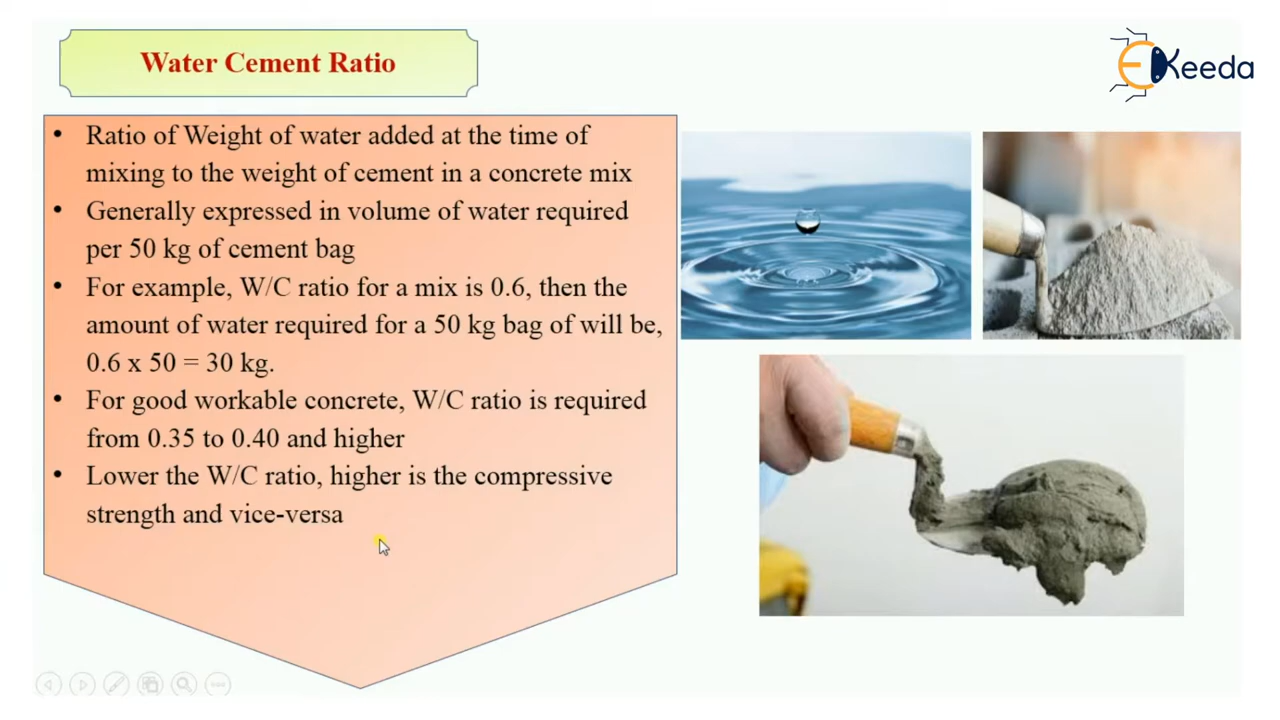 Water Cement Ratio
EKeeda
• Ratio of Weight of water added at the time of
mixing to the weight of cement in a concrete mix
• Generally expressed in volume of water required
per 50 kg of cement bag
• For example, W/C ratio for a mix is 0.6, then the
amount of water required for a 50 kg bag of will be,
0.6 x 50 = 30 kg.
• For good workable concrete, W/C ratio is required
from 0.35 to 0.40 and higher
• Lower the W/C ratio, higher is the compressive
strength and vice-versa